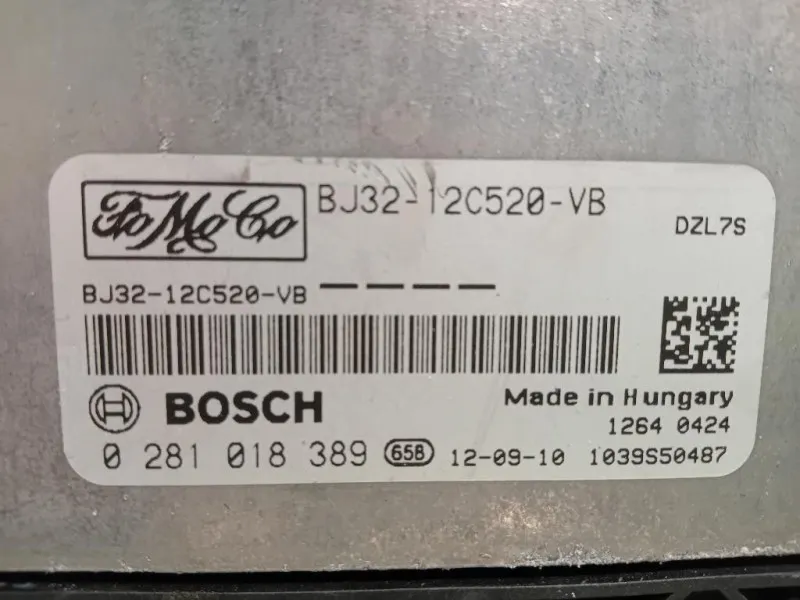 FoMoCo BJ32-12C520-VB
DZL7S
BJ32-12C520-VB ————
BOSCH
Made in Hungary
1264 0424
0 281 018 389 658 12-09-10 1039S50487